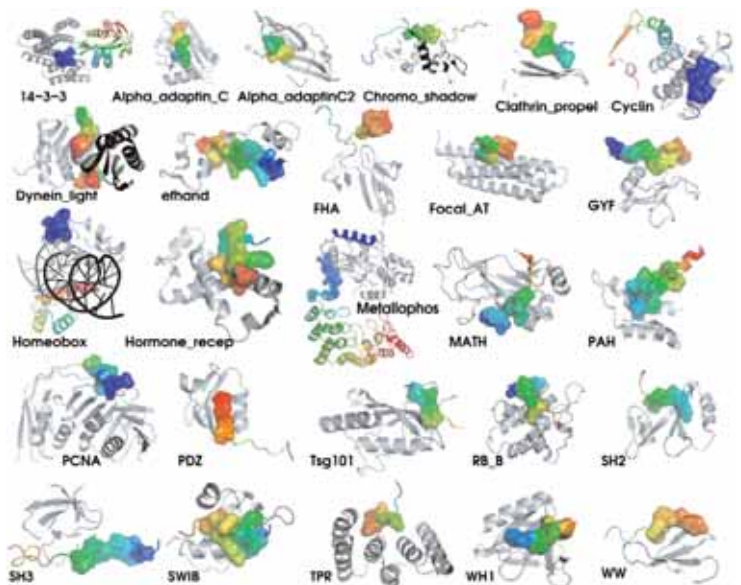 14-3-3
Alpha_adaptin_C
Alpha_adaptinC2
Chromo_shadow
Clathrin_propel
Cyclin
Dynein_light
efhand
FHA
Focal_AT
GYF
Homeobox
Hormone_recep
Metallophos
MATH
PAH
PCNA
PDZ
Tsg101
RB_B
SH2
SH3
SWIB
TPR
WH1
WW